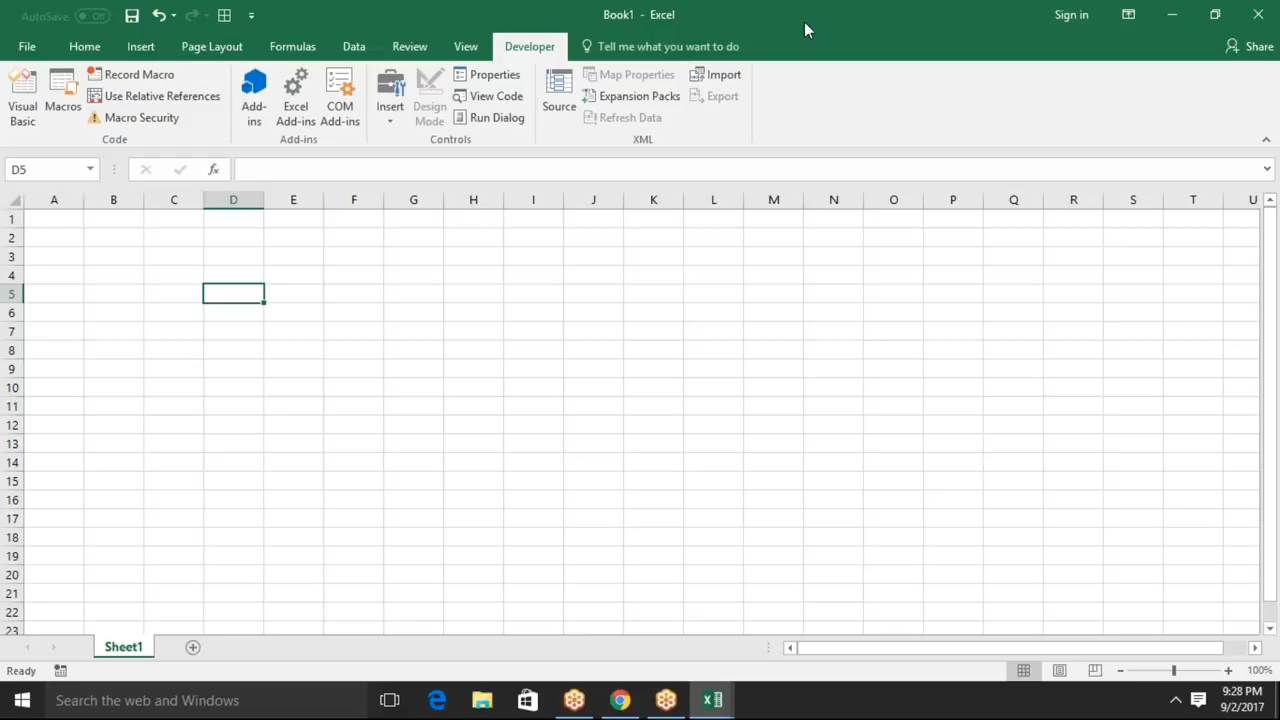 AutoSave Off
Book1 - Excel
Sign in
File Home Insert Page Layout Formulas Data Review View Developer Tell me what you want to do Share
Visual Basic
Macros
Record Macro
Use Relative References
Macro Security
Code
Add-ins
Excel Add-ins
COM Add-ins
Add-ins
Insert
Design Mode
Properties
View Code
Run Dialog
Controls
Source
Map Properties
Expansion Packs
Refresh Data
Import
Export
XML
D5 fx
A B C D E F G H I J K L M N O P Q R S T U
1
2
3
4
5
6
7
8
9
10
11
12
13
14
15
16
17
18
19
20
21
22
23
Sheet1
Ready 100%
Search the web and Windows
9:28 PM
9/2/2017